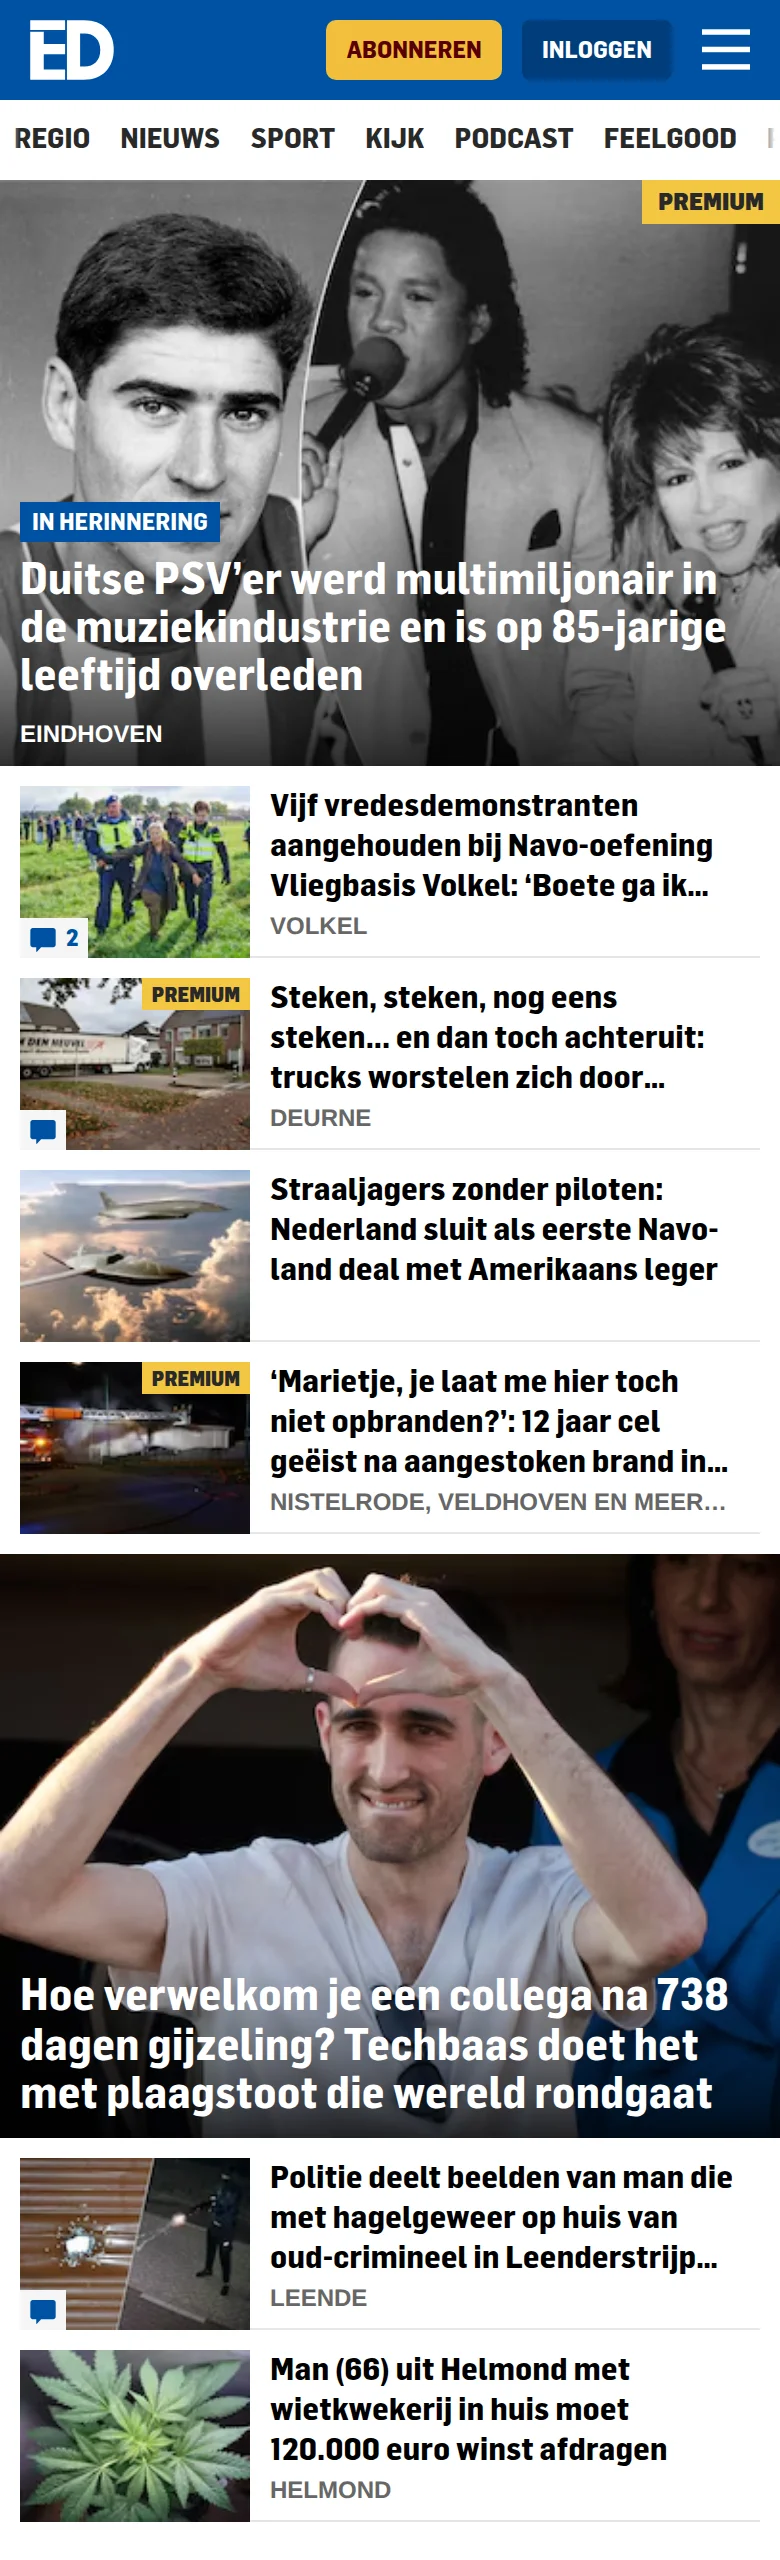 ED
ABONNEREN
INLOGGEN
REGIO NIEUWS SPORT KIJK PODCAST FEELGOOD
PREMIUM
IN HERINNERING
Duitse PSV’er werd multimiljonair in
de muziekindustrie en is op 85-jarige
leeftijd overleden
EINDHOVEN
Vijf vredesdemonstranten
aangehouden bij Navo-oefening
Vliegbasis Volkel: ‘Boete ga ik...
VOLKEL
2
PREMIUM
Steken, steken, nog eens
steken... en dan toch achteruit:
trucks worstelen zich door...
DEURNE
DEN HEUVEL
Straaljagers zonder piloten:
Nederland sluit als eerste Navo-
land deal met Amerikaans leger
PREMIUM
‘Marietje, je laat me hier toch
niet opbranden?’: 12 jaar cel
geëist na aangestoken brand in...
NISTELRODE, VELDHOVEN EN MEER...
Hoe verwelkom je een collega na 738
dagen gijzeling? Techbaas doet het
met plaagstoot die wereld rondgaat
Politie deelt beelden van man die
met hagelgeweer op huis van
oud-crimineel in Leenderstrijp...
LEENDE
Man (66) uit Helmond met
wietkwekerij in huis moet
120.000 euro winst afdragen
HELMOND